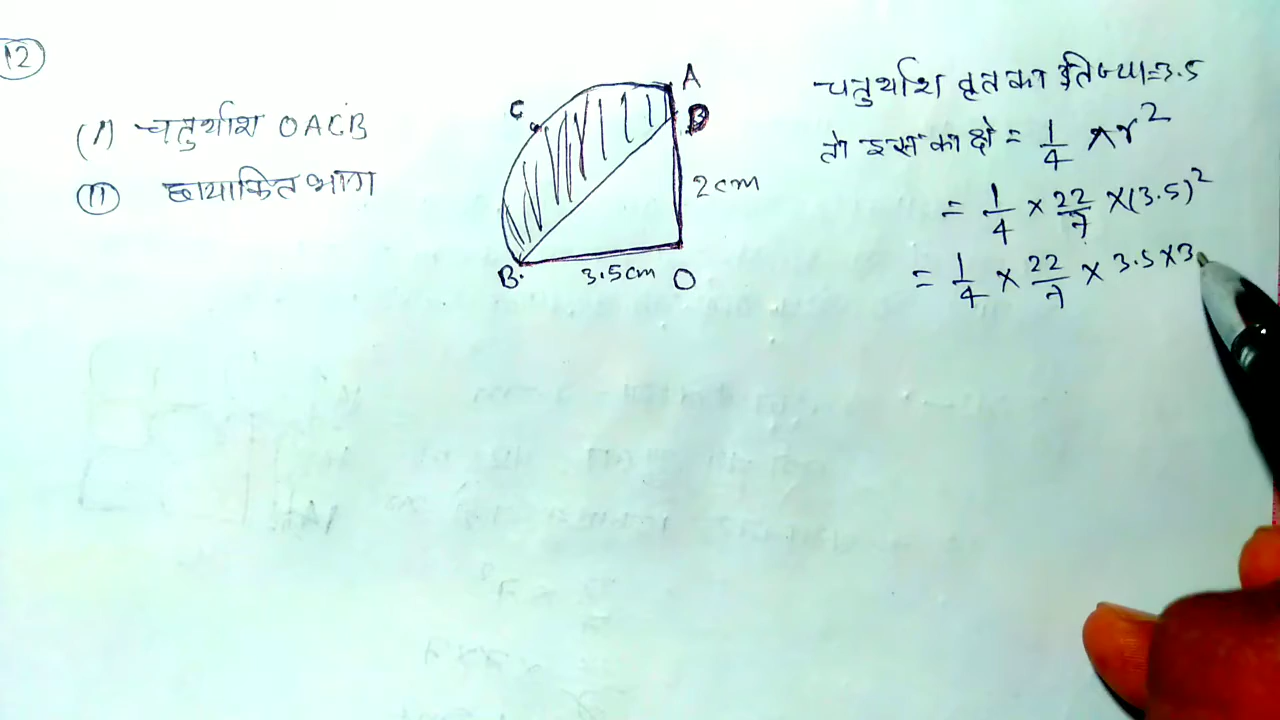 12
(I) चतुर्थांश OACB
(II) छायांकित भाग
A
C
D
2cm
B
3.5cm
O
चतुर्थांश वृत का त्रिज्या=3.5
तो इस का क्षे० = 1/4 πr²
= 1/4 × 22/7 ×(3.5)²
= 1/4 × 22/7 × 3.5×3